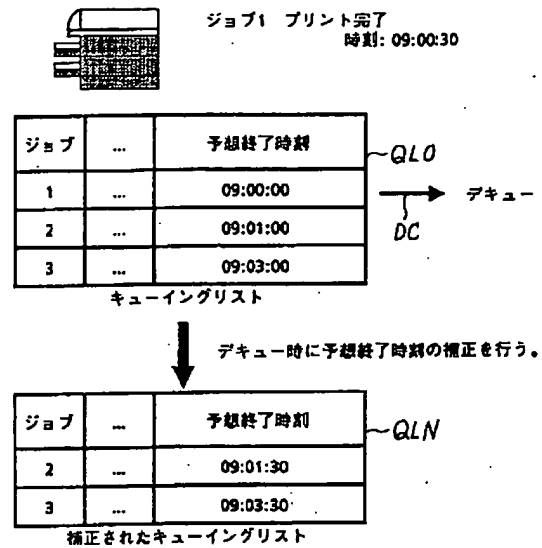 ジョブ1 プリント完了
時刻: 09:00:30
ジョブ ... 予想終了時刻
QLO
1 ... 09:00:00
デキュー
DC
2 ... 09:01:00
3 ... 09:03:00
キューイングリスト
デキュー時に予想終了時刻の補正を行う。
ジョブ ... 予想終了時刻
QLN
2 ... 09:01:30
3 ... 09:03:30
補正されたキューイングリスト